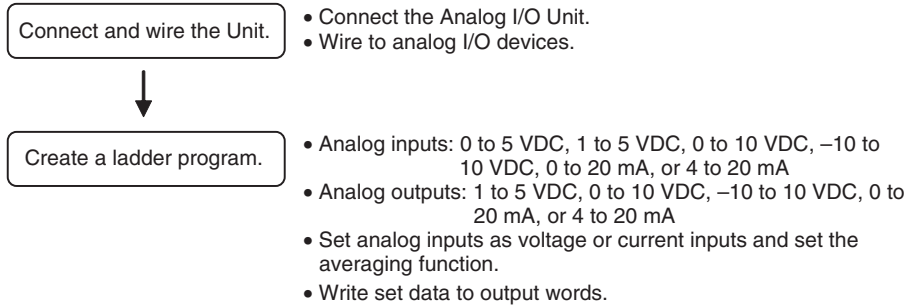 Connect and wire the Unit.
• Connect the Analog I/O Unit.
• Wire to analog I/O devices.
Create a ladder program.
• Analog inputs: 0 to 5 VDC, 1 to 5 VDC, 0 to 10 VDC, –10 to
10 VDC, 0 to 20 mA, or 4 to 20 mA
• Analog outputs: 1 to 5 VDC, 0 to 10 VDC, –10 to 10 VDC, 0 to
20 mA, or 4 to 20 mA
• Set analog inputs as voltage or current inputs and set the
averaging function.
• Write set data to output words.